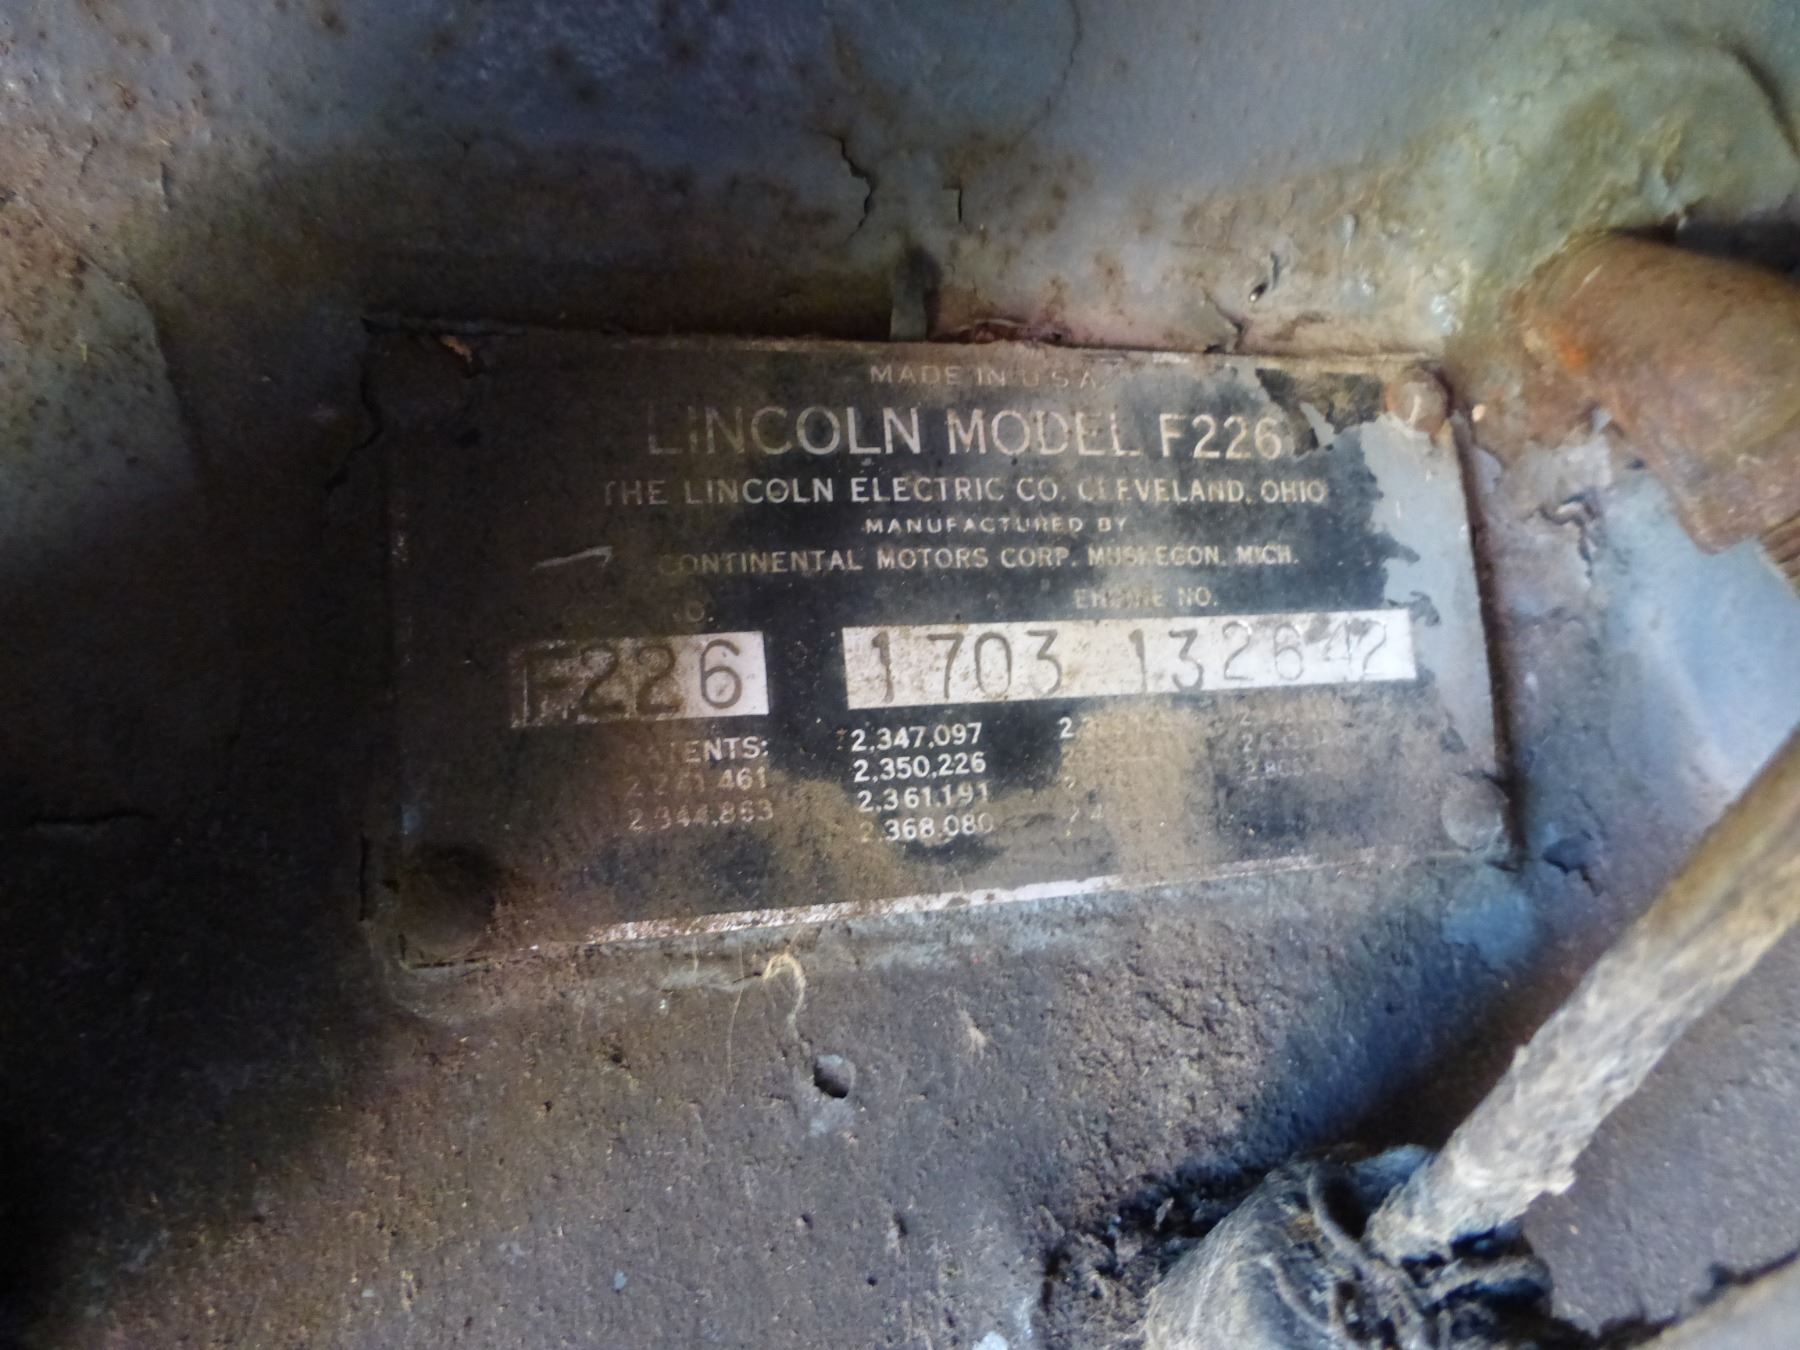 MADE IN U.S.A.
LINCOLN MODEL F226
THE LINCOLN ELECTRIC CO. CLEVELAND, OHIO
MANUFACTURED BY
CONTINENTAL MOTORS CORP. MUSKEGON, MICH.
ENGINE NO.
F226 1703 132642
PATENTS: 2,347,097
2,350,226
2,361,191
2,344,863 2,368,080